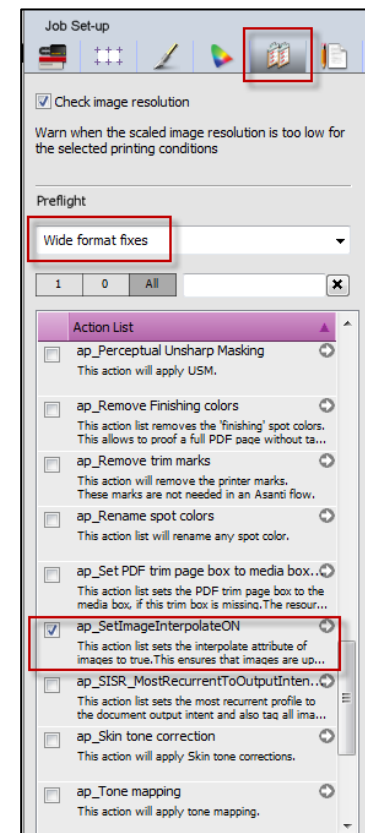 Job Set-up
Check image resolution
Warn when the scaled image resolution is too low for
the selected printing conditions
Preflight
Wide format fixes
1 0 All
Action List
ap_Perceptual Unsharp Masking
This action will apply USM.
ap_Remove Finishing colors
This action list removes the 'finishing' spot colors.
This allows to proof a full PDF page without ta...
ap_Remove trim marks
This action will remove the printer marks.
These marks are not needed in an Asanti flow.
ap_Rename spot colors
This action list will rename any spot color.
ap_Set PDF trim page box to media box...
This action list sets the PDF trim page box to the
media box, if this trim box is missing.The resour...
ap_SetImageInterpolateON
This action list sets the interpolate attribute of
images to true.This ensures that images are up...
ap_SISR_MostRecurrentToOutputInten...
This action list sets the most recurrent profile to
the document output intent and also tag all ima...
ap_Skin tone correction
This action will apply Skin tone corrections.
ap_Tone mapping
This action will apply tone mapping.